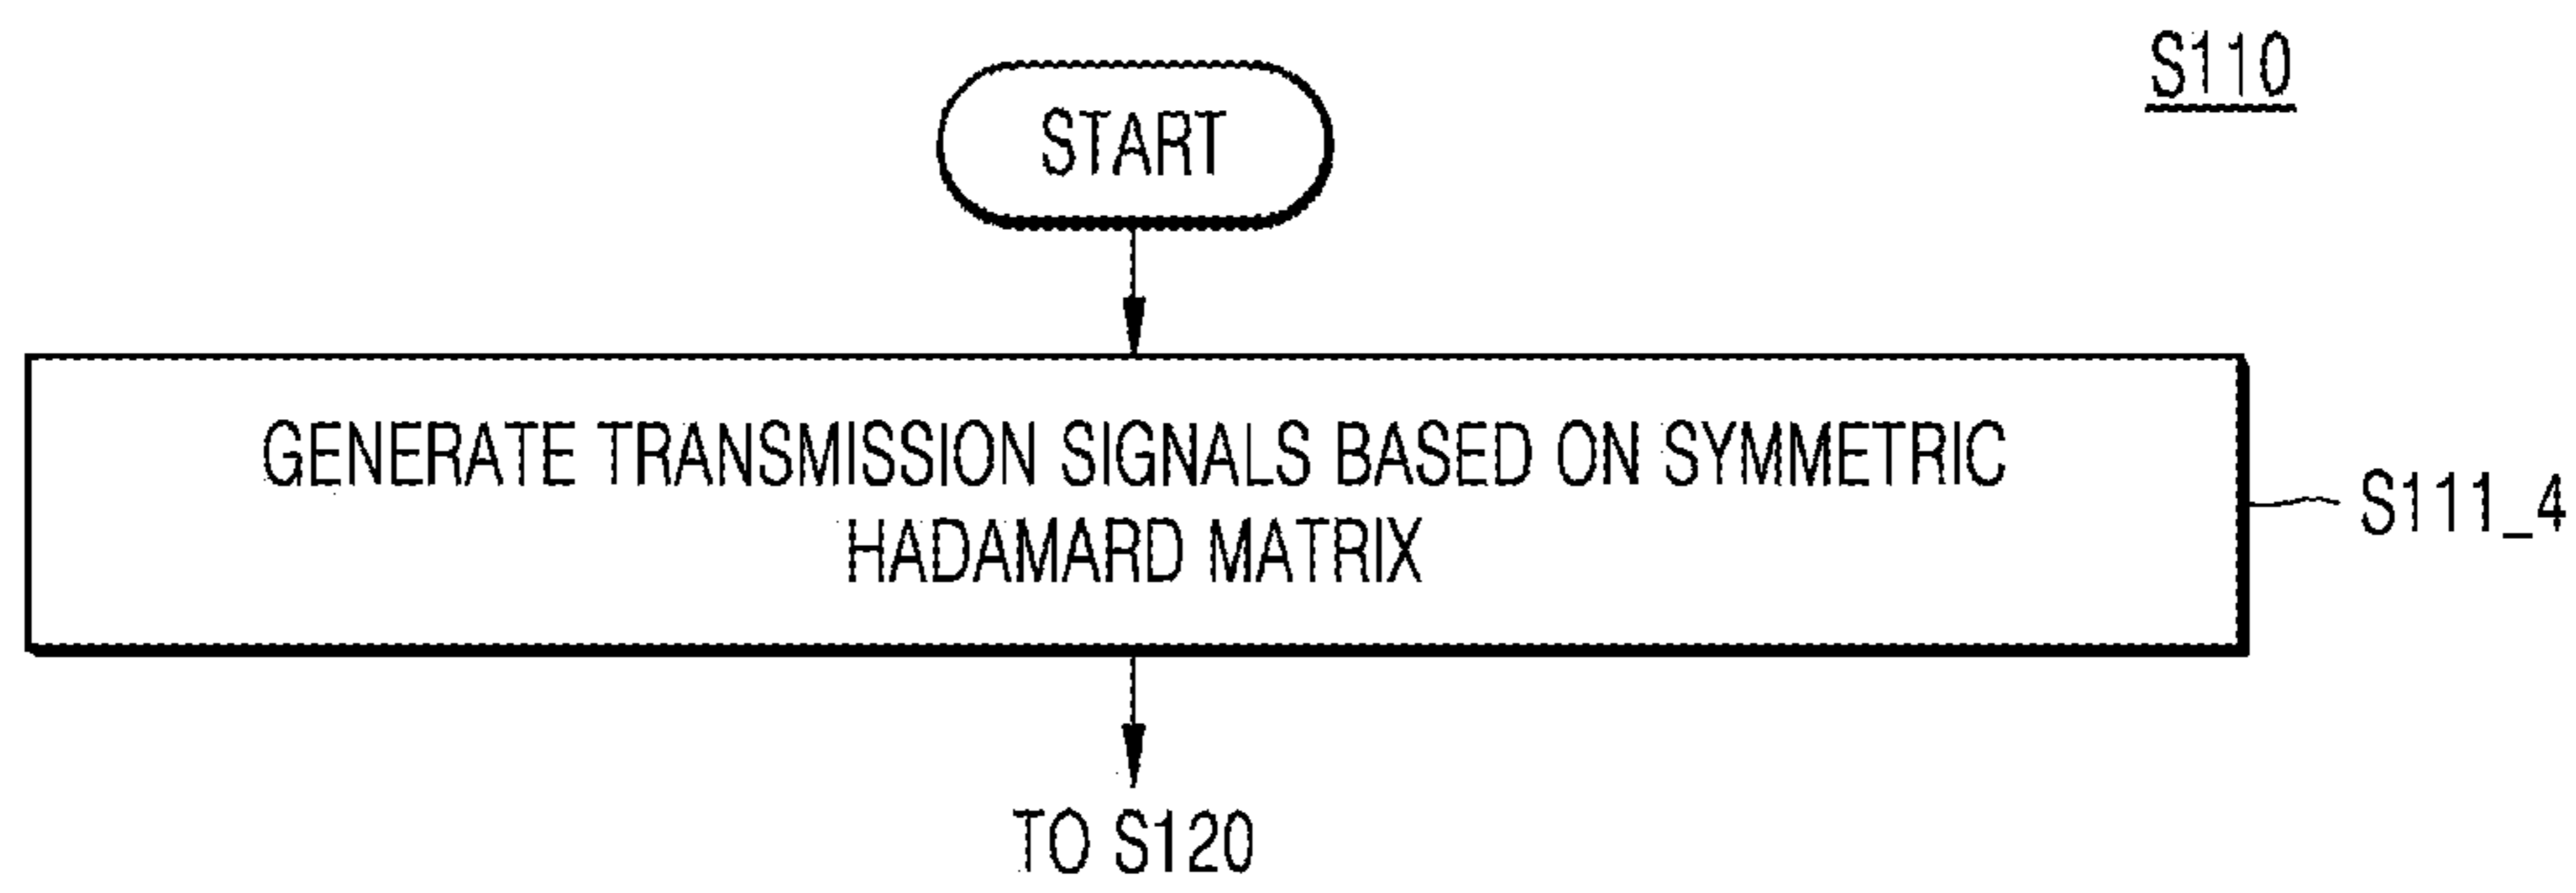 S110
START
GENERATE TRANSMISSION SIGNALS BASED ON SYMMETRIC
HADAMARD MATRIX
S111_4
TO S120